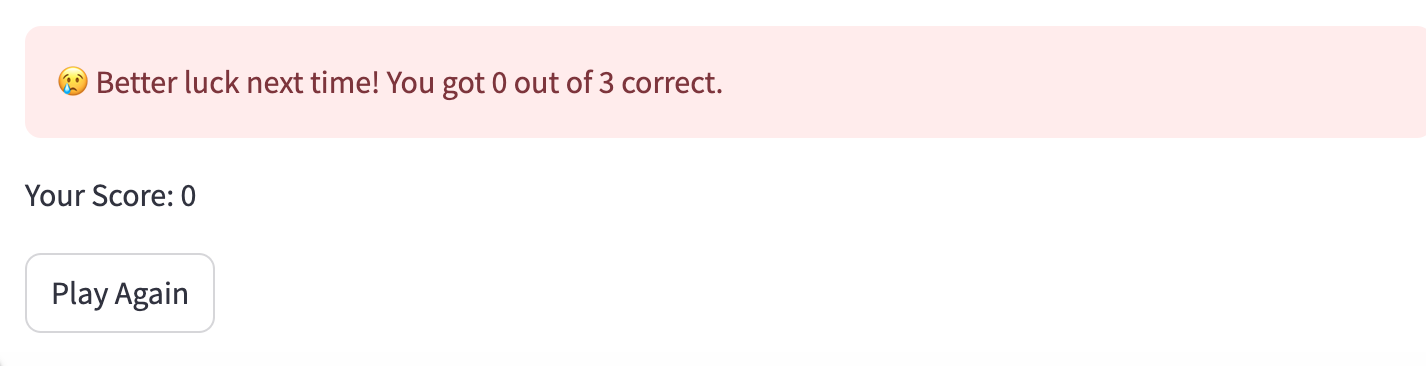 😢 Better luck next time! You got 0 out of 3 correct.
Your Score: 0
Play Again